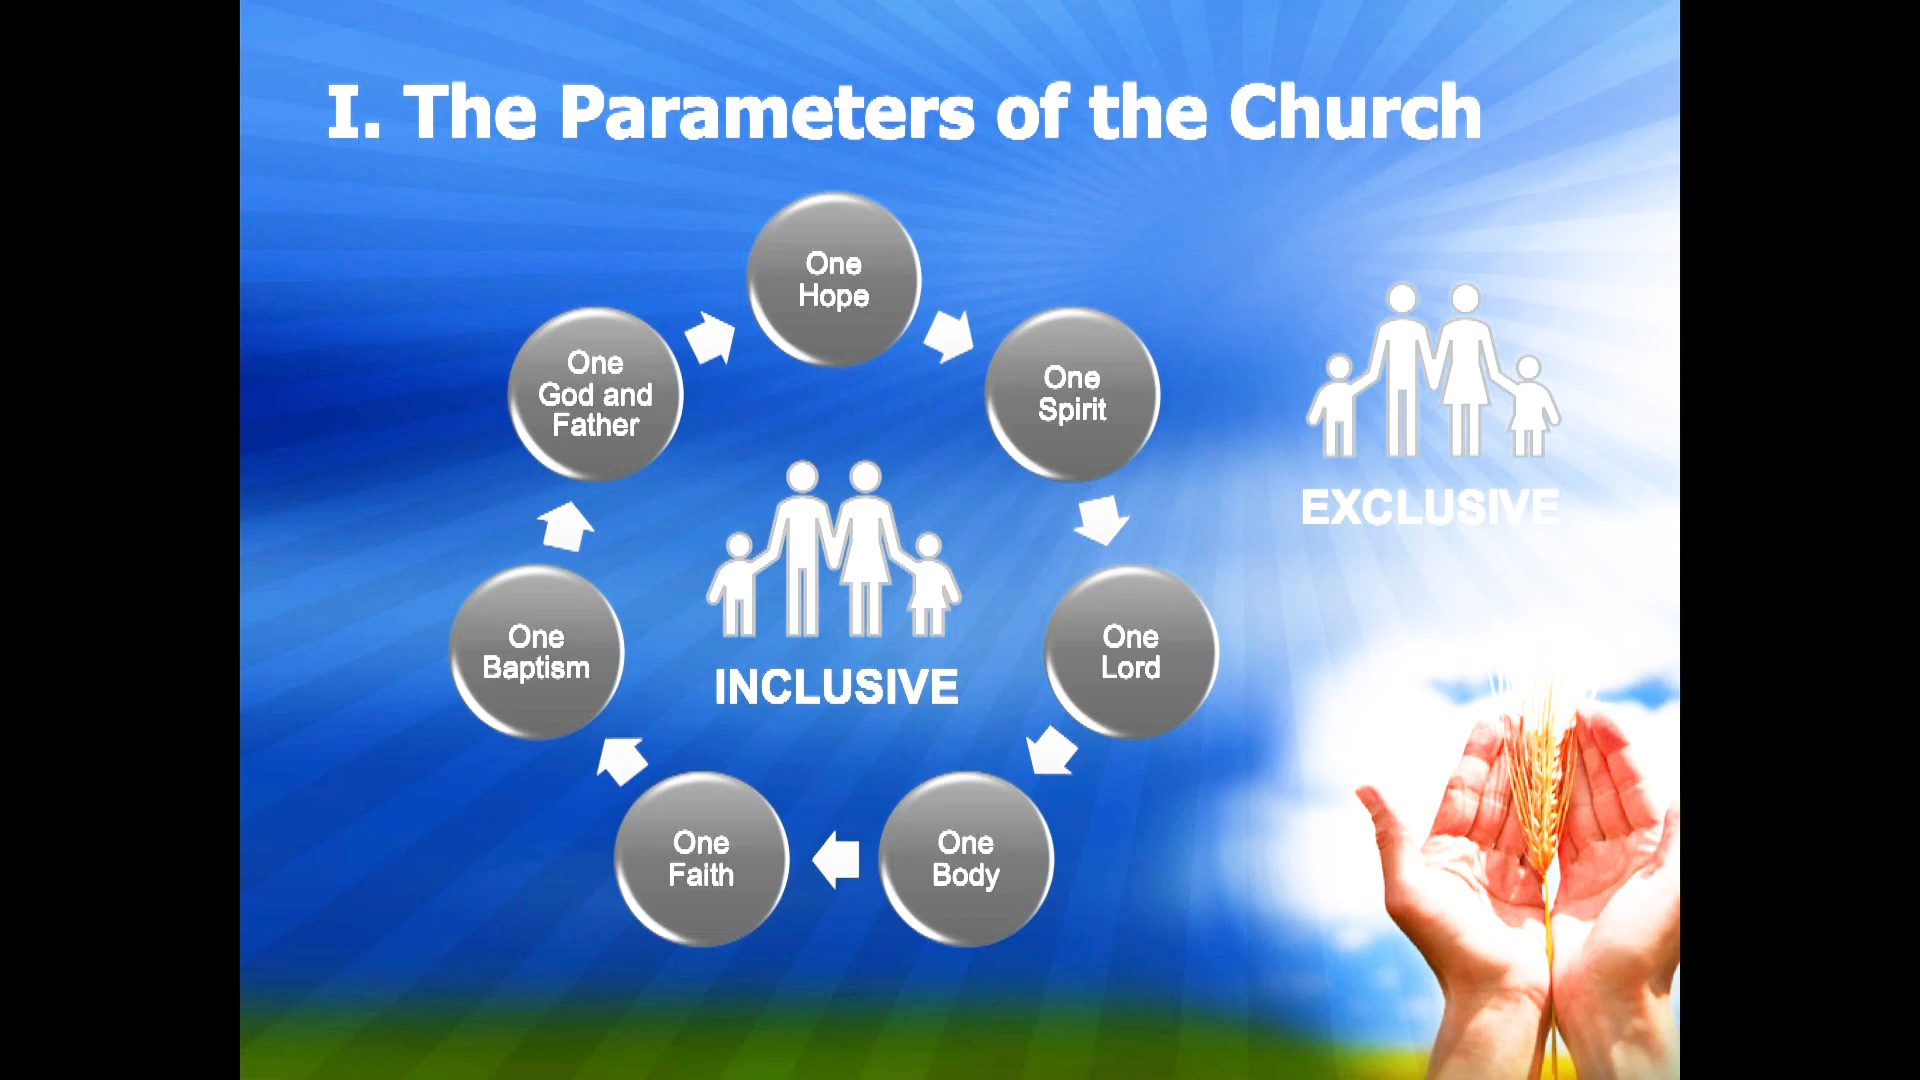 I. The Parameters of the Church
One
Hope
One
Spirit
One
Lord
One
Body
One
Faith
One
Baptism
One
God and
Father
INCLUSIVE
EXCLUSIVE